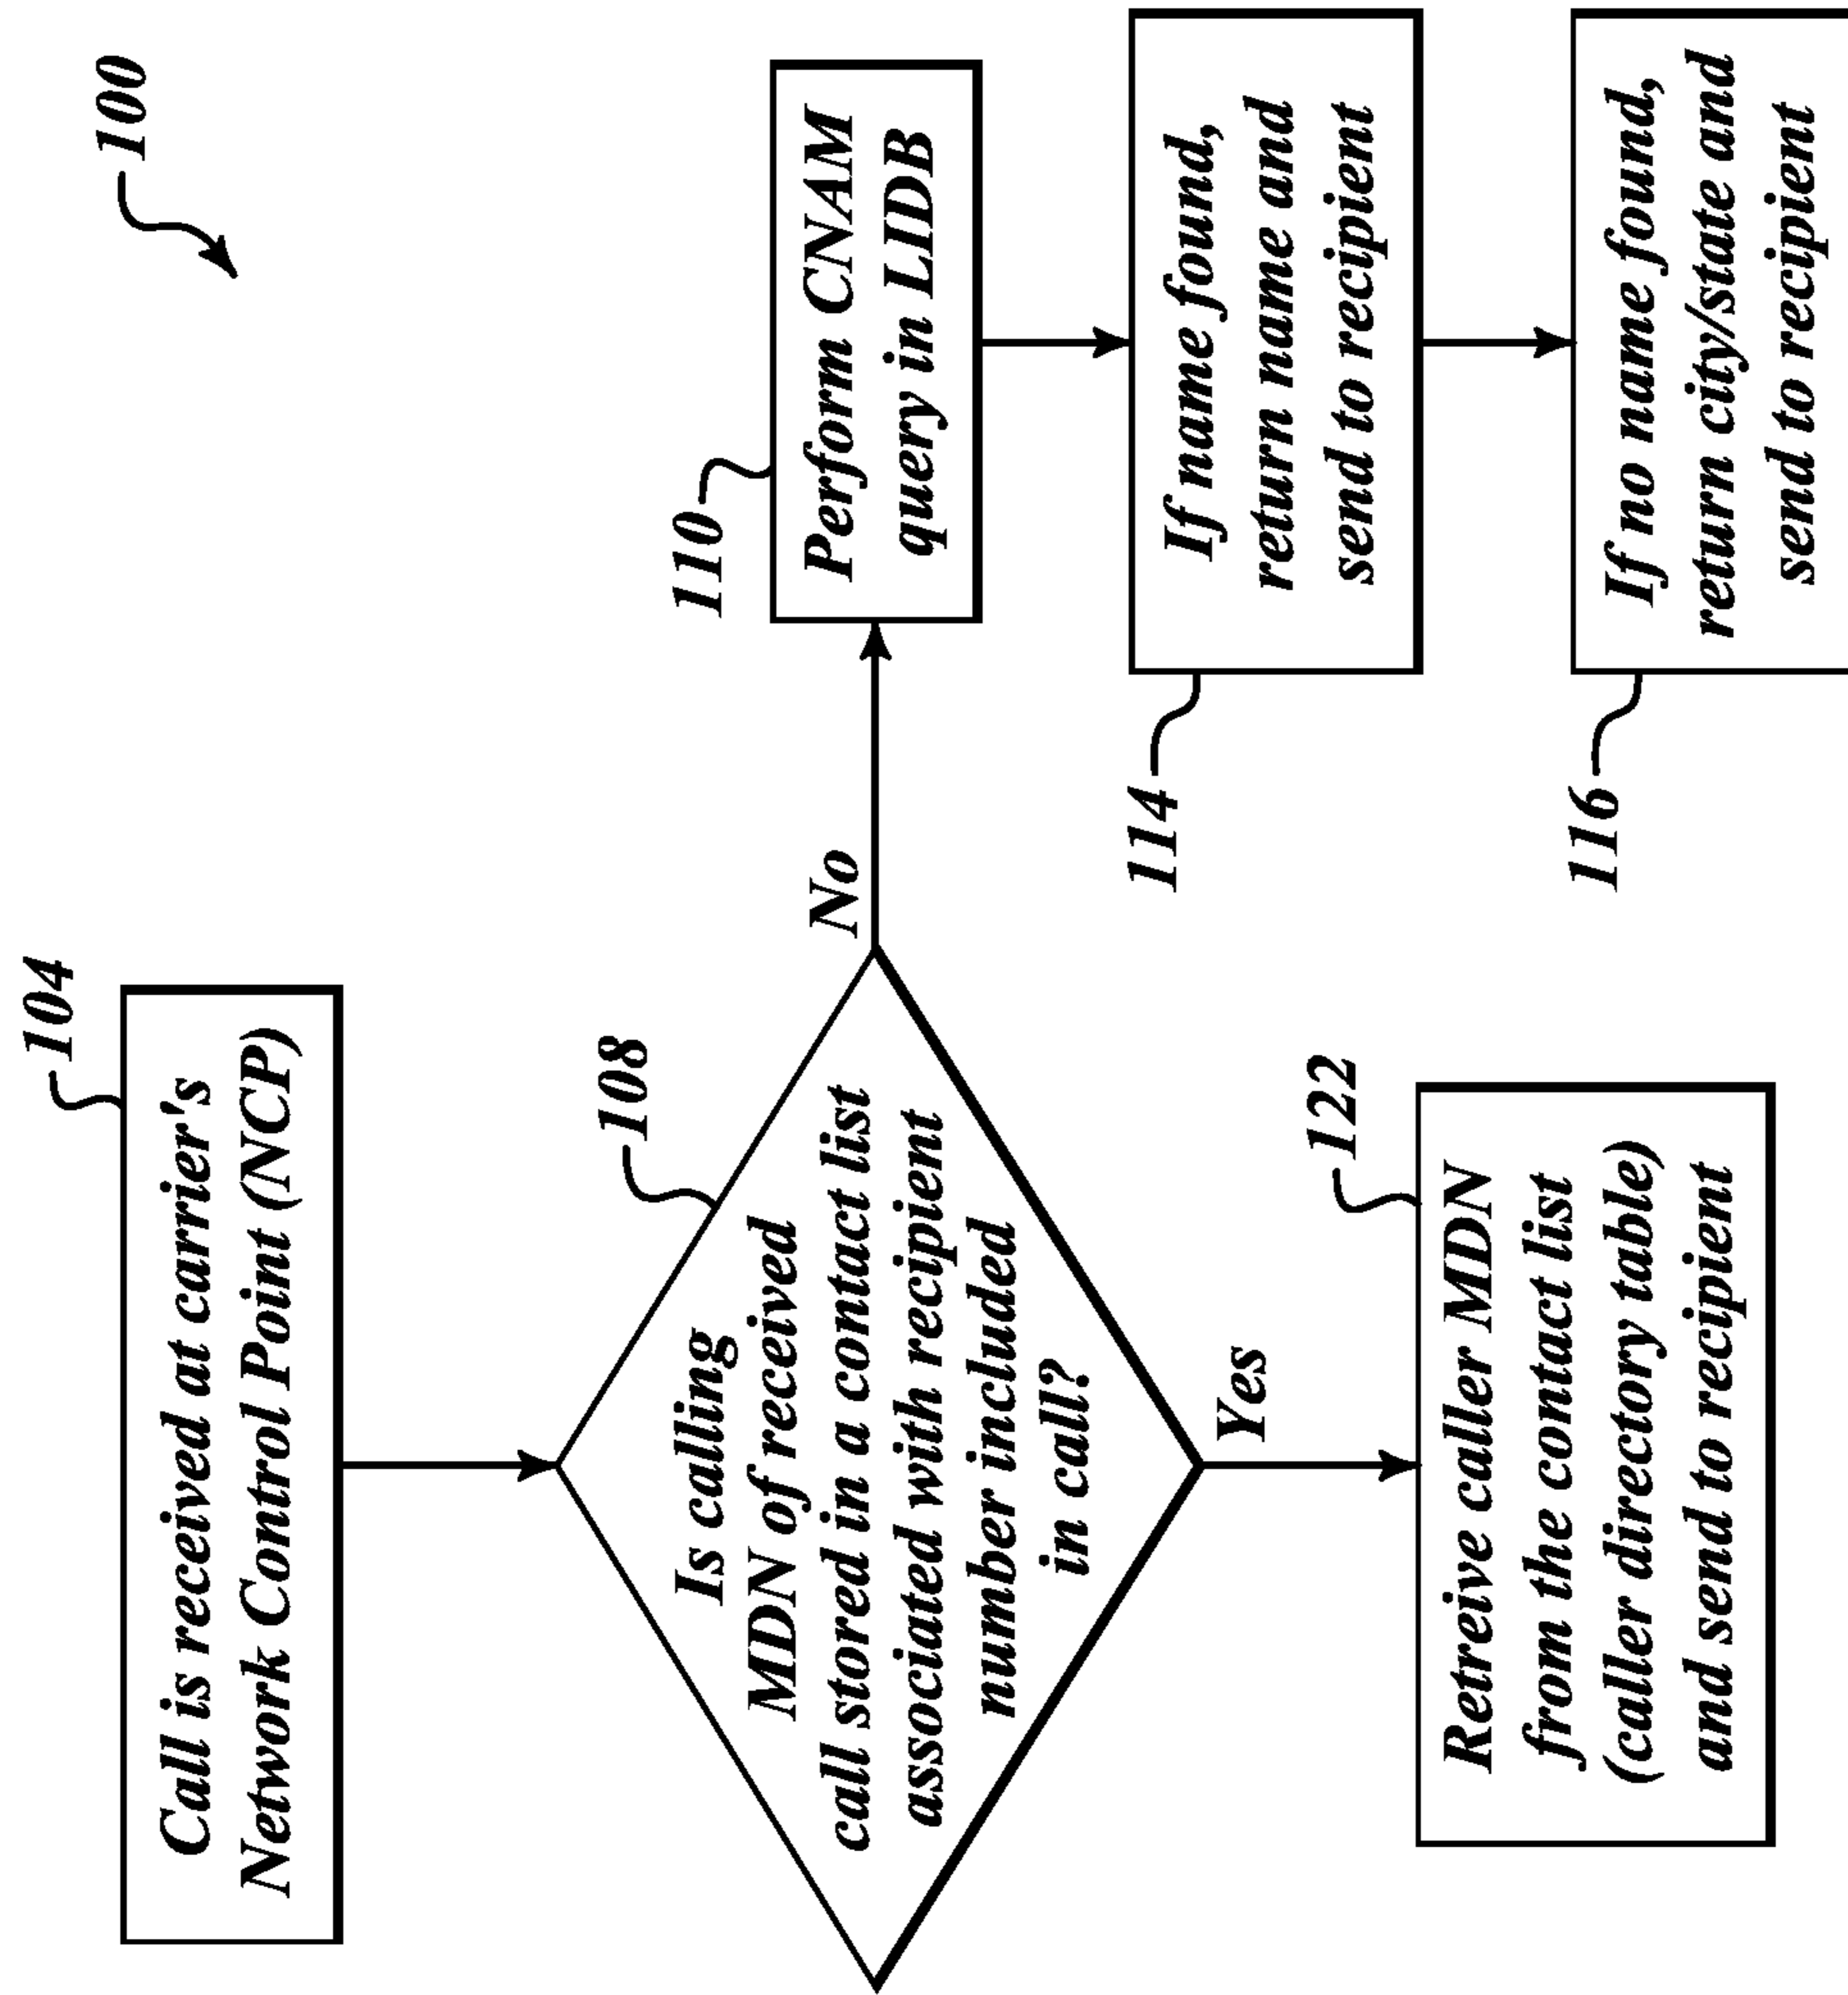 100
104
Call is received at carrier's
Network Control Point (NCP)
108
Is calling
MDN of received
call stored in a contact list
associated with recipient
number included
in call?
No
110
Perform CNAM
query in LIDB
114
If name found,
return name and
send to recipient
116
If no name found,
return city/state and
send to recipient
Yes
122
Retreive caller MDN
from the contact list
(caller directory table)
and send to recipient